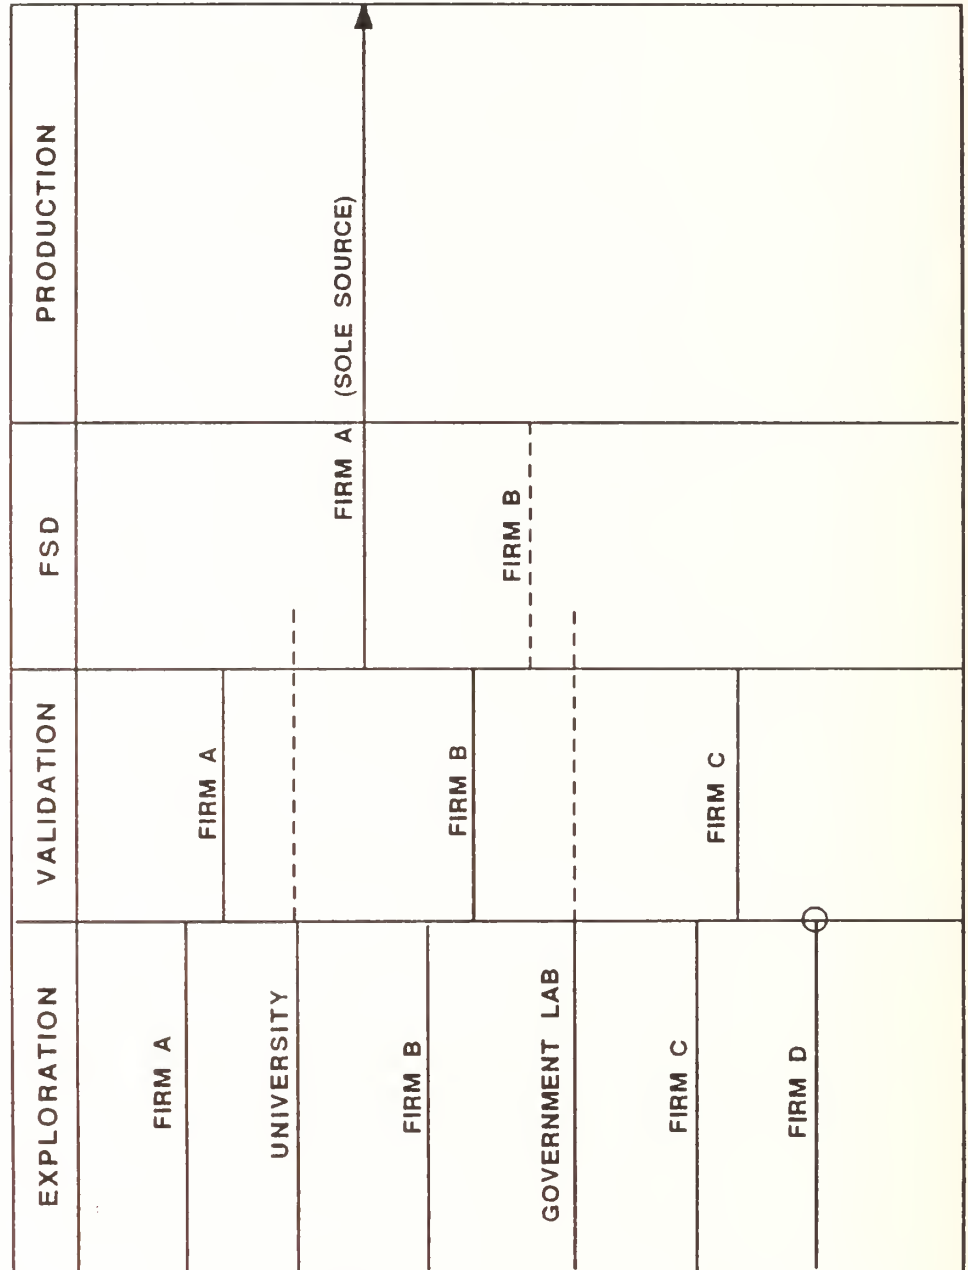 EXPLORATION
VALIDATION
FSD
PRODUCTION
FIRM A
FIRM A
UNIVERSITY
FIRM A (SOLE SOURCE)
FIRM B
FIRM B
FIRM B
GOVERNMENT LAB
FIRM C
FIRM C
FIRM D